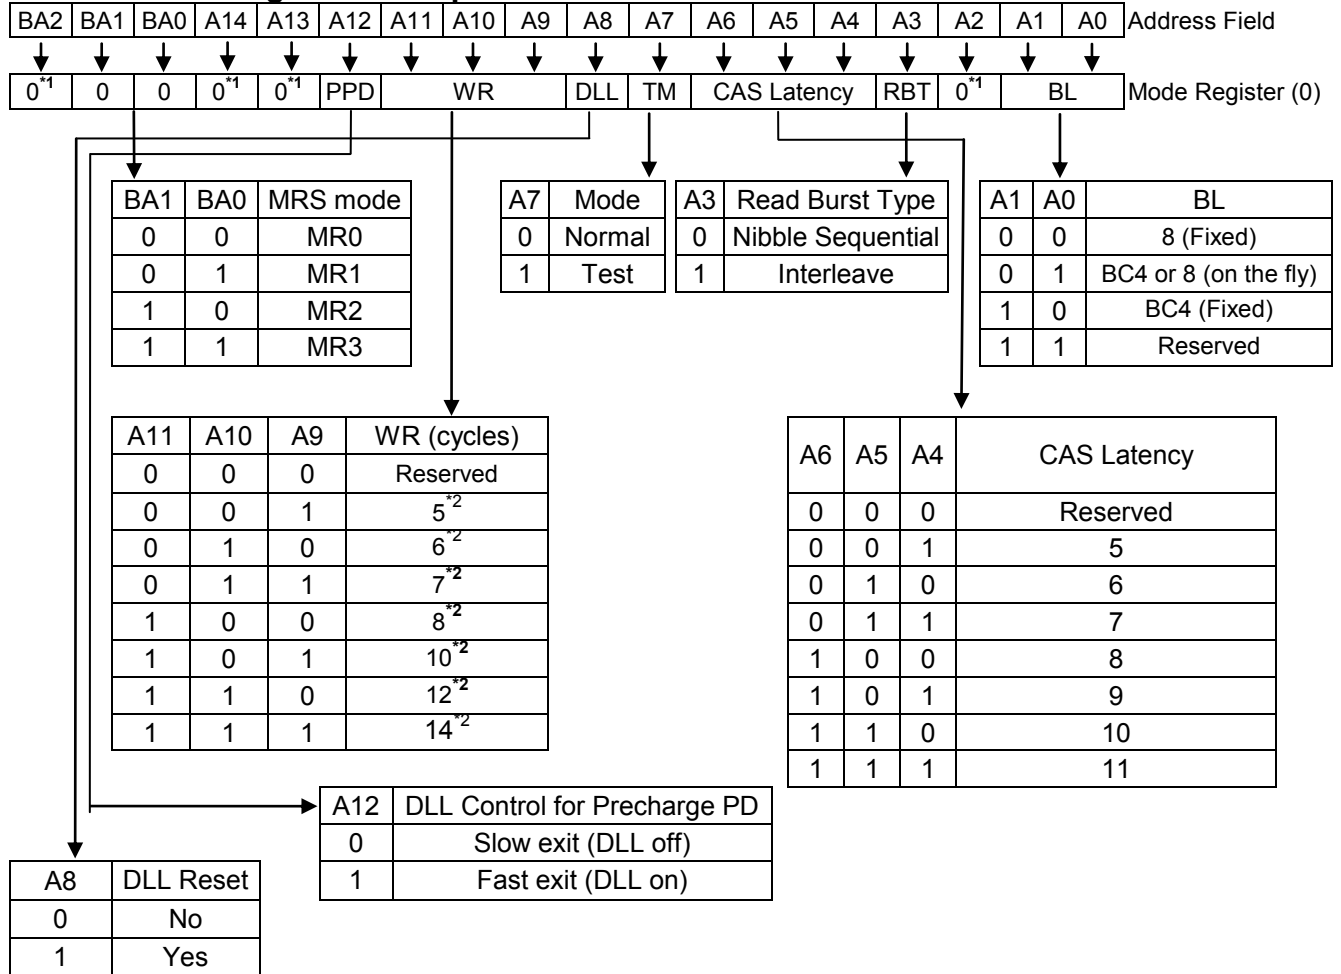 BA2 BA1 BA0 A14 A13 A12 A11 A10 A9 A8 A7 A6 A5 A4 A3 A2 A1 A0 Address Field
0*1 0 0 0*1 0*1 PPD WR DLL TM CAS Latency RBT 0*1 BL Mode Register (0)
BA1 BA0 MRS mode
0 0 MR0
0 1 MR1
1 0 MR2
1 1 MR3
A7 Mode
0 Normal
1 Test
A3 Read Burst Type
0 Nibble Sequential
1 Interleave
A1 A0 BL
0 0 8 (Fixed)
0 1 BC4 or 8 (on the fly)
1 0 BC4 (Fixed)
1 1 Reserved
A11 A10 A9 WR (cycles)
0 0 0 Reserved
0 0 1 5*2
0 1 0 6*2
0 1 1 7*2
1 0 0 8*2
1 0 1 10*2
1 1 0 12*2
1 1 1 14*2
A6 A5 A4 CAS Latency
0 0 0 Reserved
0 0 1 5
0 1 0 6
0 1 1 7
1 0 0 8
1 0 1 9
1 1 0 10
1 1 1 11
A12 DLL Control for Precharge PD
0 Slow exit (DLL off)
1 Fast exit (DLL on)
A8 DLL Reset
0 No
1 Yes